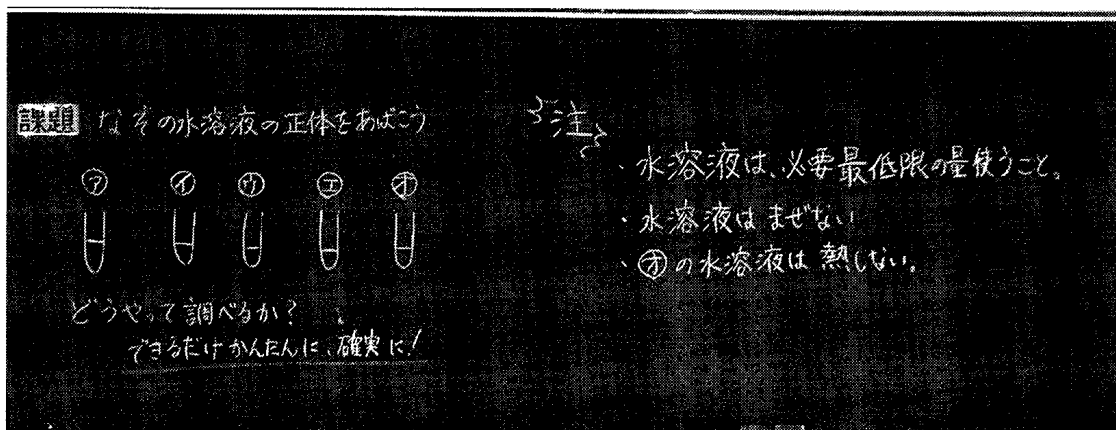 課題 なぞの水溶液の正体をあばこう
㋐ ㋑ ㋒ ㋓ ㋔
どうやって調べるか?
できるだけかんたんに、確実に!
注
・水溶液は、必要最低限の量使うこと。
・水溶液はまぜない
・㋔の水溶液は熱しない。